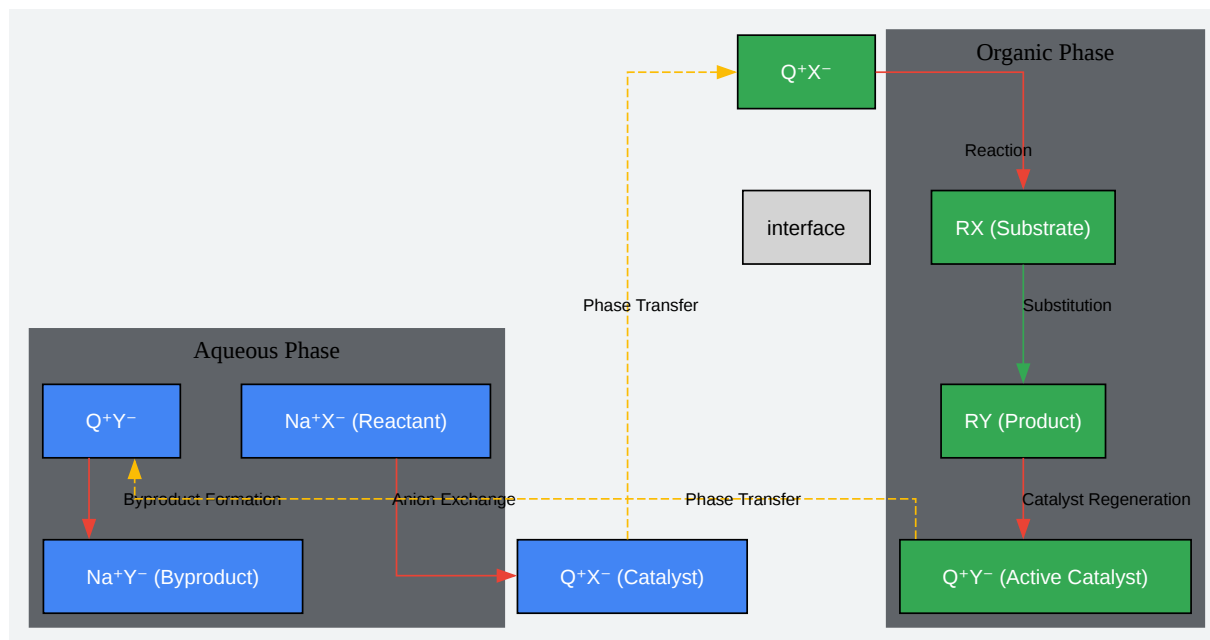 Organic Phase
Q⁺X⁻
Reaction
RX (Substrate)
interface
Phase Transfer
Substitution
Aqueous Phase
Q⁺Y⁻
Na⁺X⁻ (Reactant)
RY (Product)
Byproduct Formation
Anion Exchange
Phase Transfer
Catalyst Regeneration
Na⁺Y⁻ (Byproduct)
Q⁺X⁻ (Catalyst)
Q⁺Y⁻ (Active Catalyst)